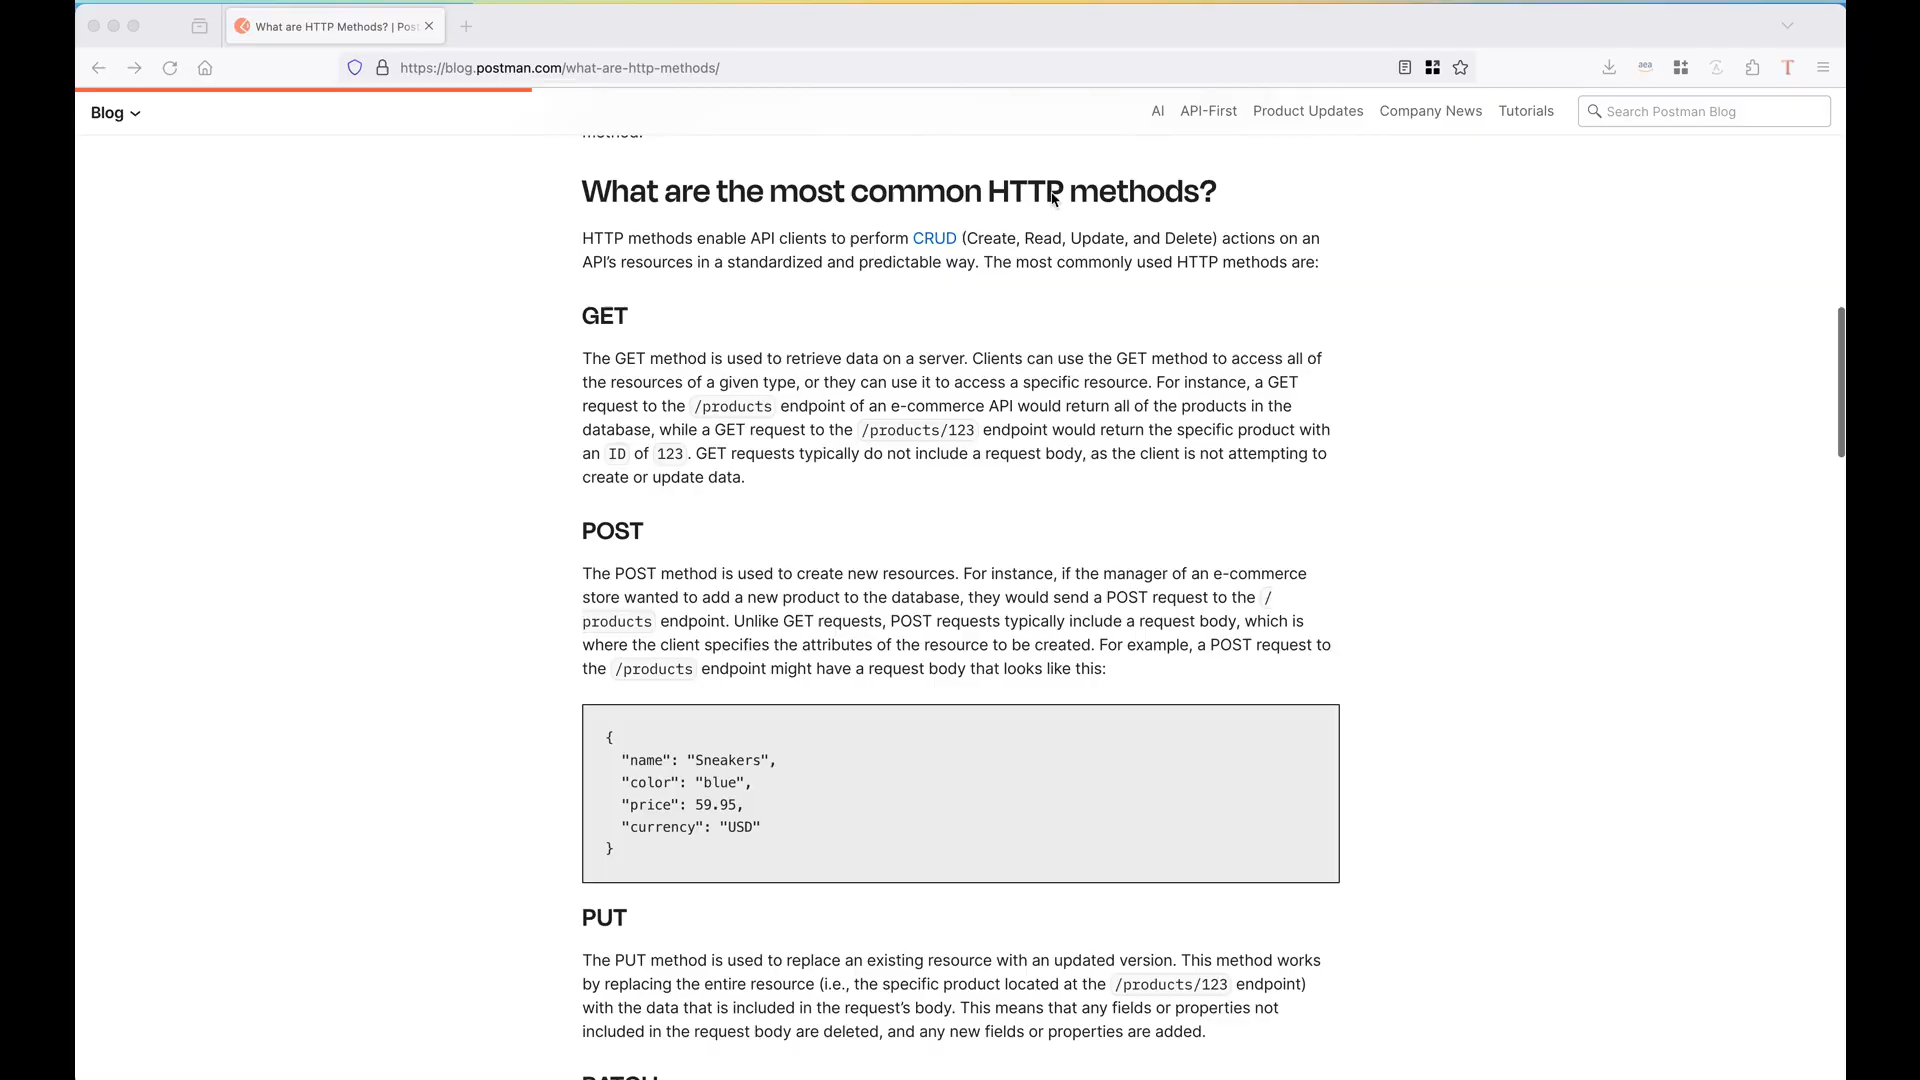 What are HTTP Methods? | Pos
https://blog.postman.com/what-are-http-methods/
aea
T
Blog
AI API-First Product Updates Company News Tutorials Search Postman Blog
method.
What are the most common HTTP methods?
HTTP methods enable API clients to perform CRUD (Create, Read, Update, and Delete) actions on an
API’s resources in a standardized and predictable way. The most commonly used HTTP methods are:
GET
The GET method is used to retrieve data on a server. Clients can use the GET method to access all of
the resources of a given type, or they can use it to access a specific resource. For instance, a GET
request to the /products endpoint of an e-commerce API would return all of the products in the
database, while a GET request to the /products/123 endpoint would return the specific product with
an ID of 123. GET requests typically do not include a request body, as the client is not attempting to
create or update data.
POST
The POST method is used to create new resources. For instance, if the manager of an e-commerce
store wanted to add a new product to the database, they would send a POST request to the /
products endpoint. Unlike GET requests, POST requests typically include a request body, which is
where the client specifies the attributes of the resource to be created. For example, a POST request to
the /products endpoint might have a request body that looks like this:
{
"name": "Sneakers",
"color": "blue",
"price": 59.95,
"currency": "USD"
}
PUT
The PUT method is used to replace an existing resource with an updated version. This method works
by replacing the entire resource (i.e., the specific product located at the /products/123 endpoint)
with the data that is included in the request’s body. This means that any fields or properties not
included in the request body are deleted, and any new fields or properties are added.
PATCH